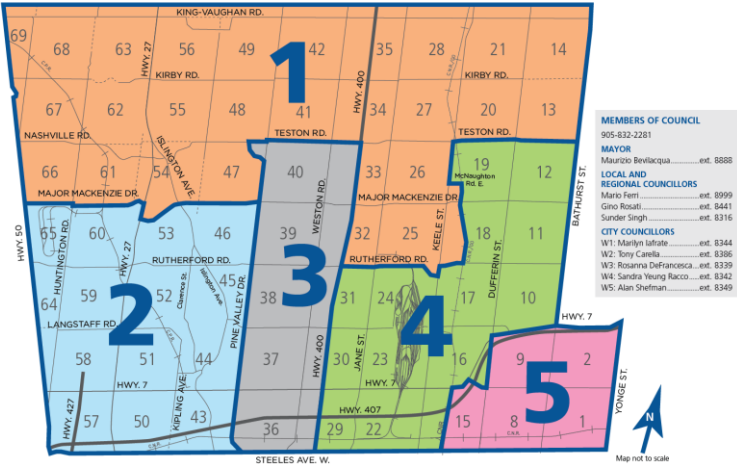 KING-VAUGHAN RD.
69
68
63
HWY. 27
56
49
42
35
28
C.N.R./GO
21
14
C.P.R.
KIRBY RD.
KIRBY RD.
1
HWY. 400
67
62
55
48
41
34
27
20
13
NASHVILLE RD.
TESTON RD.
TESTON RD.
ISLINGTON AVE.
66
61
54
47
40
33
26
19
12
McNaughton
Rd. E.
MAJOR MACKENZIE DR.
MAJOR MACKENZIE DR.
WESTON RD.
BATHURST ST.
HWY. 50
65
60
53
46
39
32
25
KEELE ST.
18
11
HUNTINGTON RD.
HWY. 27
RUTHERFORD RD.
RUTHERFORD RD.
DUFFERIN ST.
2
3
4
64
59
52
Clarence St.
Islington Ave.
45
PINE VALLEY DR.
38
31
24
17
10
LANGSTAFF RD.
C.P.R.
HWY. 7
58
51
44
37
HWY. 400
30
JANE ST.
23
16
9
2
HWY. 7
HWY. 7
5
YONGE ST.
HWY. 427
57
50
KIPLING AVE.
43
36
29
22
HWY. 407
15
8
1
C.N.R.
C.N.R.
STEELES AVE. W.
MEMBERS OF COUNCIL
905-832-2281
MAYOR
Maurizio Bevilacqua..............ext. 8888
LOCAL AND
REGIONAL COUNCILLORS
Mario Ferri ..............ext. 8999
Gino Rosati..............ext. 8441
Sunder Singh ..............ext. 8316
CITY COUNCILLORS
W1: Marilyn Iafrate..............ext. 8344
W2: Tony Carella..............ext. 8386
W3: Rosanna DeFrancesca...ext. 8339
W4: Sandra Yeung Racco....ext. 8342
W5: Alan Shefman..............ext. 8349
N
Map not to scale